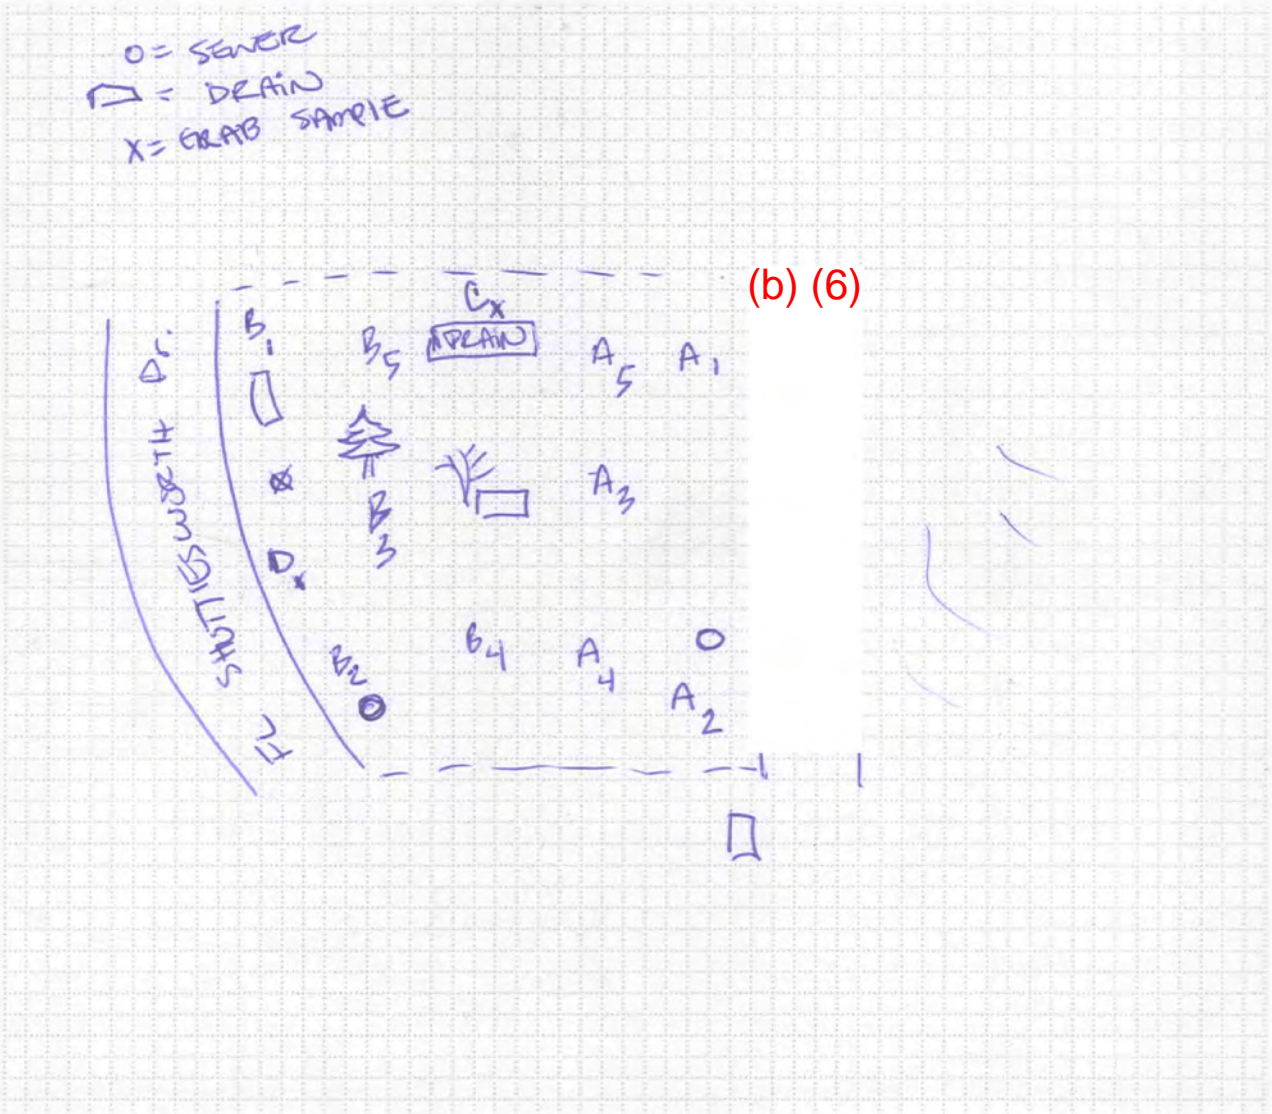 O = SEWER
▭ = DRAIN
X = GRAB SAMPLE
(b) (6)
Cx
B1
B5
DRAIN
A5
A1
Dr.
A3
B3
Dx
B4
A4
B2
A2